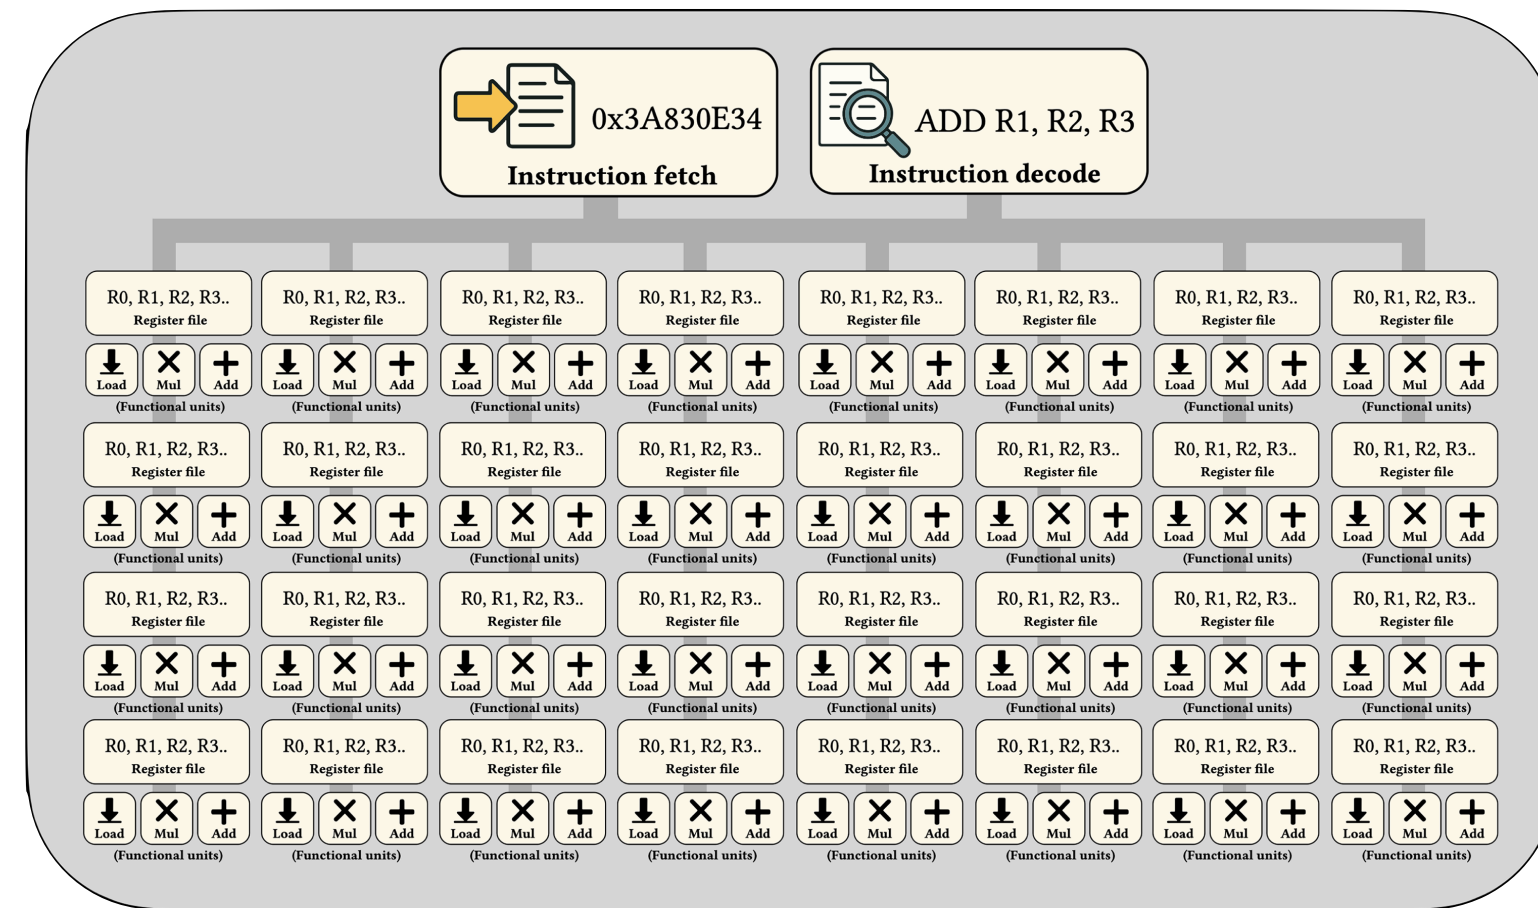 0x3A830E34
Instruction fetch
ADD R1, R2, R3
Instruction decode
R0, R1, R2, R3.. R0, R1, R2, R3.. R0, R1, R2, R3.. R0, R1, R2, R3.. R0, R1, R2, R3.. R0, R1, R2, R3.. R0, R1, R2, R3.. R0, R1, R2, R3..
Register file Register file Register file Register file Register file Register file Register file Register file
Load Mul Add Load Mul Add Load Mul Add Load Mul Add Load Mul Add Load Mul Add Load Mul Add Load Mul Add
(Functional units) (Functional units) (Functional units) (Functional units) (Functional units) (Functional units) (Functional units) (Functional units)
R0, R1, R2, R3.. R0, R1, R2, R3.. R0, R1, R2, R3.. R0, R1, R2, R3.. R0, R1, R2, R3.. R0, R1, R2, R3.. R0, R1, R2, R3.. R0, R1, R2, R3..
Register file Register file Register file Register file Register file Register file Register file Register file
Load Mul Add Load Mul Add Load Mul Add Load Mul Add Load Mul Add Load Mul Add Load Mul Add Load Mul Add
(Functional units) (Functional units) (Functional units) (Functional units) (Functional units) (Functional units) (Functional units) (Functional units)
R0, R1, R2, R3.. R0, R1, R2, R3.. R0, R1, R2, R3.. R0, R1, R2, R3.. R0, R1, R2, R3.. R0, R1, R2, R3.. R0, R1, R2, R3.. R0, R1, R2, R3..
Register file Register file Register file Register file Register file Register file Register file Register file
Load Mul Add Load Mul Add Load Mul Add Load Mul Add Load Mul Add Load Mul Add Load Mul Add Load Mul Add
(Functional units) (Functional units) (Functional units) (Functional units) (Functional units) (Functional units) (Functional units) (Functional units)
R0, R1, R2, R3.. R0, R1, R2, R3.. R0, R1, R2, R3.. R0, R1, R2, R3.. R0, R1, R2, R3.. R0, R1, R2, R3.. R0, R1, R2, R3.. R0, R1, R2, R3..
Register file Register file Register file Register file Register file Register file Register file Register file
Load Mul Add Load Mul Add Load Mul Add Load Mul Add Load Mul Add Load Mul Add Load Mul Add Load Mul Add
(Functional units) (Functional units) (Functional units) (Functional units) (Functional units) (Functional units) (Functional units) (Functional units)